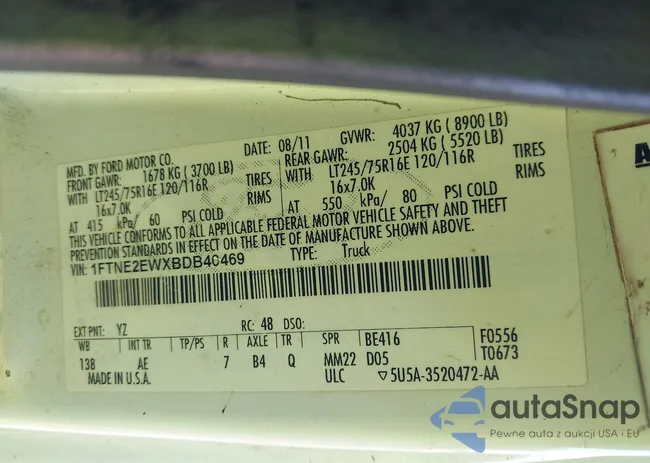 MFD. BY FORD MOTOR CO.
DATE: 08/11 GVWR: 4037 KG ( 8900 LB)
FRONT GAWR: 1678 KG ( 3700 LB) REAR GAWR: 2504 KG ( 5520 LB)
WITH LT245/75R16E 120/116R TIRES WITH LT245/75R16E 120/116R TIRES
16x7.0K RIMS 16x7.0K RIMS
AT 415 kPa/ 60 PSI COLD AT 550 kPa/ 80 PSI COLD
THIS VEHICLE CONFORMS TO ALL APPLICABLE FEDERAL MOTOR VEHICLE SAFETY AND THEFT
PREVENTION STANDARDS IN EFFECT ON THE DATE OF MANUFACTURE SHOWN ABOVE.
VIN: 1FTNE2EWXBDB40469 TYPE: Truck
EXT PNT: YZ RC: 48 DSO:
WB INT TR TP/PS R AXLE TR SPR BE416 F0556
138 AE 7 B4 Q MM22 D05 T0673
MADE IN U.S.A. ULC ▽5U5A-3520472-AA
A
autaSnap
Pewne auta z aukcji USA i EU